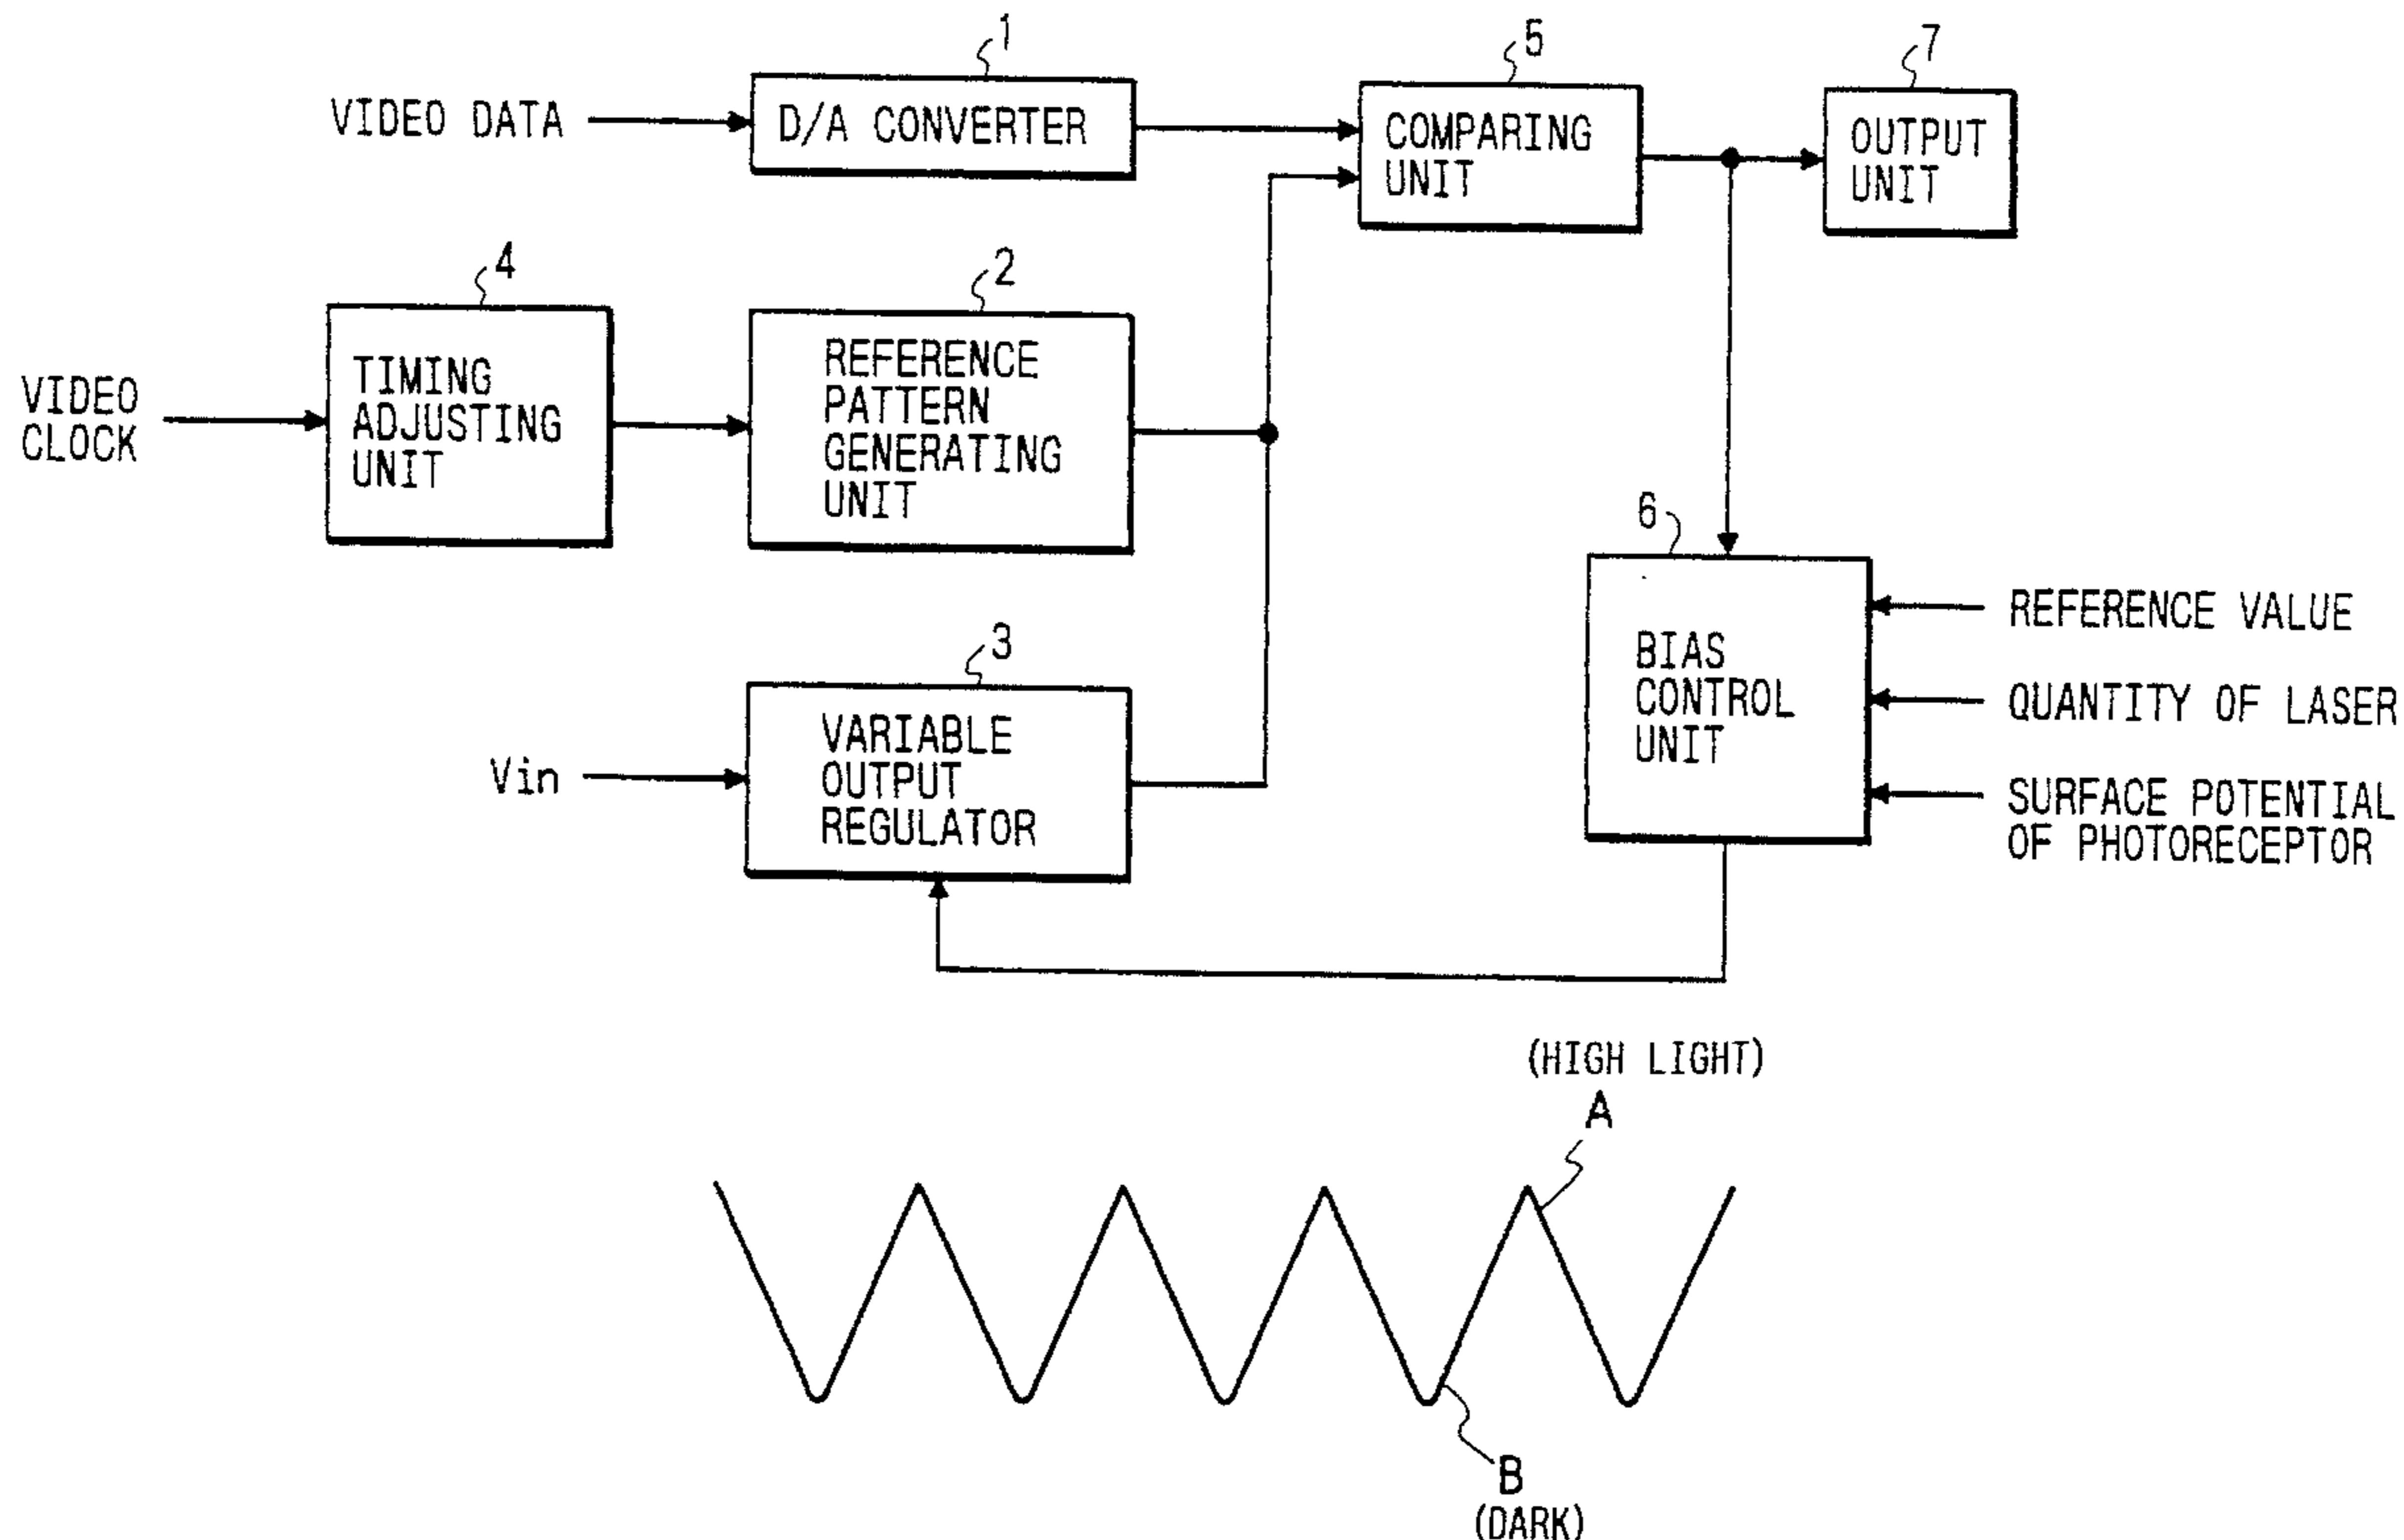 1
5
7
VIDEO DATA
D/A CONVERTER
COMPARING
UNIT
OUTPUT
UNIT
4
2
VIDEO
CLOCK
TIMING
ADJUSTING
UNIT
REFERENCE
PATTERN
GENERATING
UNIT
6
3
Vin
VARIABLE
OUTPUT
REGULATOR
BIAS
CONTROL
UNIT
REFERENCE VALUE
QUANTITY OF LASER
SURFACE POTENTIAL
OF PHOTORECEPTOR
(HIGH LIGHT)
A
B
(DARK)